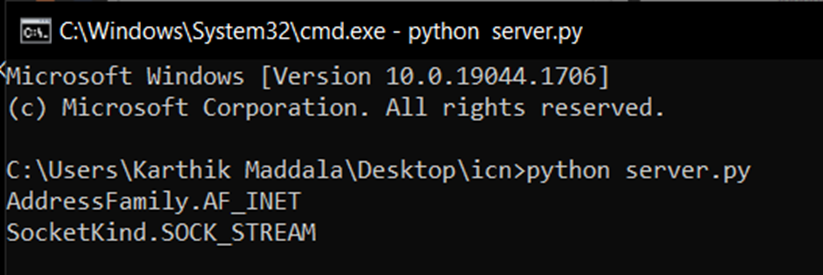 C:\Windows\System32\cmd.exe - python  server.py
Microsoft Windows [Version 10.0.19044.1706]
(c) Microsoft Corporation. All rights reserved.
C:\Users\Karthik Maddala\Desktop\icn>python server.py
AddressFamily.AF_INET
SocketKind.SOCK_STREAM